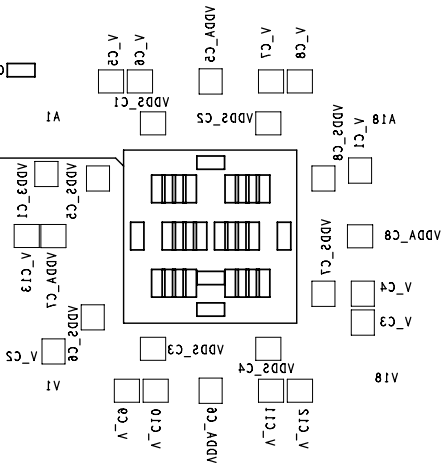 V_C5
V_C6
VDDA_C5
V_C7
V_C8
VDDS_C1
VDDS_C2
A1
A18
VDDS_C8
V_C1
VDD3_C1
VDDS_C5
VDDA_C8
VDDS_C7
V_C13
VDDA_C7
V_C4
V_C3
VDDS_C6
V_C2
VDDS_C3
VDDS_C4
V1
V18
V_C9
V_C10
VDDA_C6
V_C11
V_C12